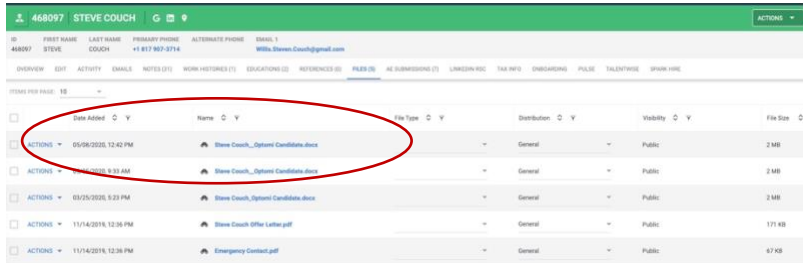 468097 STEVE COUCH G in
ACTIONS
ID FIRST NAME LAST NAME PRIMARY PHONE ALTERNATE PHONE EMAIL 1
468097 STEVE COUCH +1 817 907-3714 Willis.Steven.Couch@gmail.com
OVERVIEW EDIT ACTIVITY EMAILS NOTES (31) WORK HISTORIES (1) EDUCATIONS (2) REFERENCES (0) FILES (5) AE SUBMISSIONS (7) LINKEDIN RSC TAG INFO ONBOARDING PULSE TALENTWISE SPARK HIRE
ITEMS PER PAGE: 10
Date Added Name File Type Distribution Visibility File Size
ACTIONS 05/08/2020, 12:42 PM Steve Couch__Optomi Candidate.docx General Public 2 MB
ACTIONS 9:33 AM Steve Couch__Optomi Candidate.docx General Public 2 MB
ACTIONS 03/25/2020, 5:23 PM Steve Couch_Optomi Candidate.docx General Public 2 MB
ACTIONS 11/14/2019, 12:36 PM Steve Couch Offer Letter.pdf General Public 171 KB
ACTIONS 11/14/2019, 12:36 PM Emergency Contact.pdf General Public 67 KB